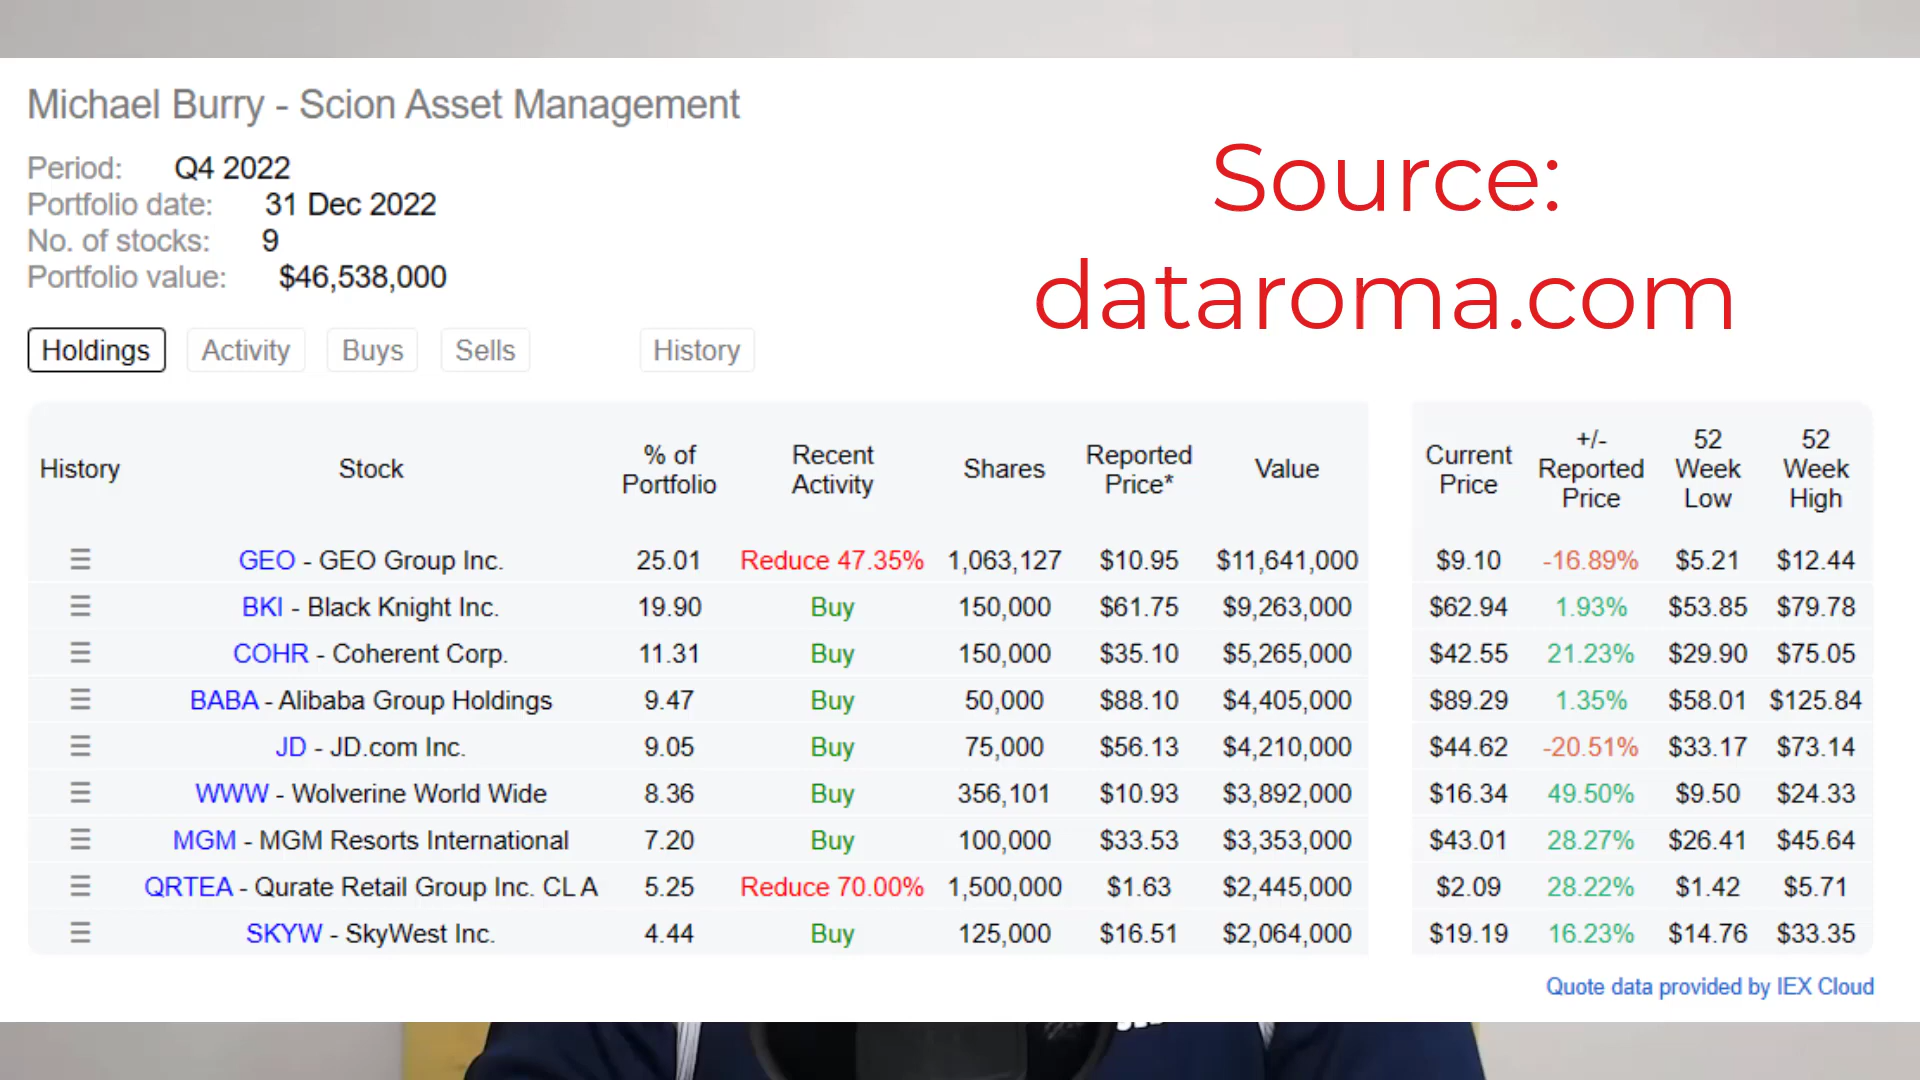 Michael Burry - Scion Asset Management
Source:
dataroma.com
Period: Q4 2022
Portfolio date: 31 Dec 2022
No. of stocks: 9
Portfolio value: $46,538,000
Holdings Activity Buys Sells History
History Stock % of Portfolio Recent Activity Shares Reported Price* Value Current Price +/- Reported Price 52 Week Low 52 Week High
GEO - GEO Group Inc. 25.01 Reduce 47.35% 1,063,127 $10.95 $11,641,000 $9.10 -16.89% $5.21 $12.44
BKI - Black Knight Inc. 19.90 Buy 150,000 $61.75 $9,263,000 $62.94 1.93% $53.85 $79.78
COHR - Coherent Corp. 11.31 Buy 150,000 $35.10 $5,265,000 $42.55 21.23% $29.90 $75.05
BABA - Alibaba Group Holdings 9.47 Buy 50,000 $88.10 $4,405,000 $89.29 1.35% $58.01 $125.84
JD - JD.com Inc. 9.05 Buy 75,000 $56.13 $4,210,000 $44.62 -20.51% $33.17 $73.14
WWW - Wolverine World Wide 8.36 Buy 356,101 $10.93 $3,892,000 $16.34 49.50% $9.50 $24.33
MGM - MGM Resorts International 7.20 Buy 100,000 $33.53 $3,353,000 $43.01 28.27% $26.41 $45.64
QRTEA - Qurate Retail Group Inc. CL A 5.25 Reduce 70.00% 1,500,000 $1.63 $2,445,000 $2.09 28.22% $1.42 $5.71
SKYW - SkyWest Inc. 4.44 Buy 125,000 $16.51 $2,064,000 $19.19 16.23% $14.76 $33.35
Quote data provided by IEX Cloud